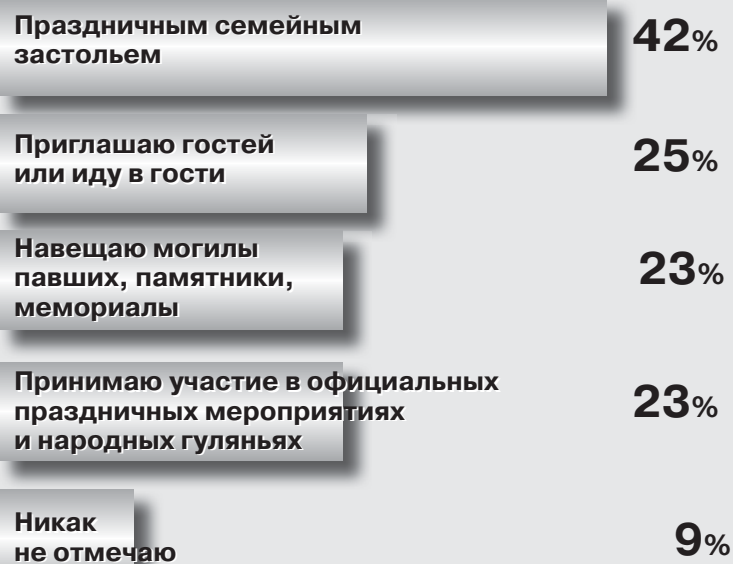 Праздничным семейным
застольем
42%
Приглашаю гостей
или иду в гости
25%
Навещаю могилы
павших, памятники,
мемориалы
23%
Принимаю участие в официальных
праздничных мероприятиях
и народных гуляньях
23%
Никак
не отмечаю
9%